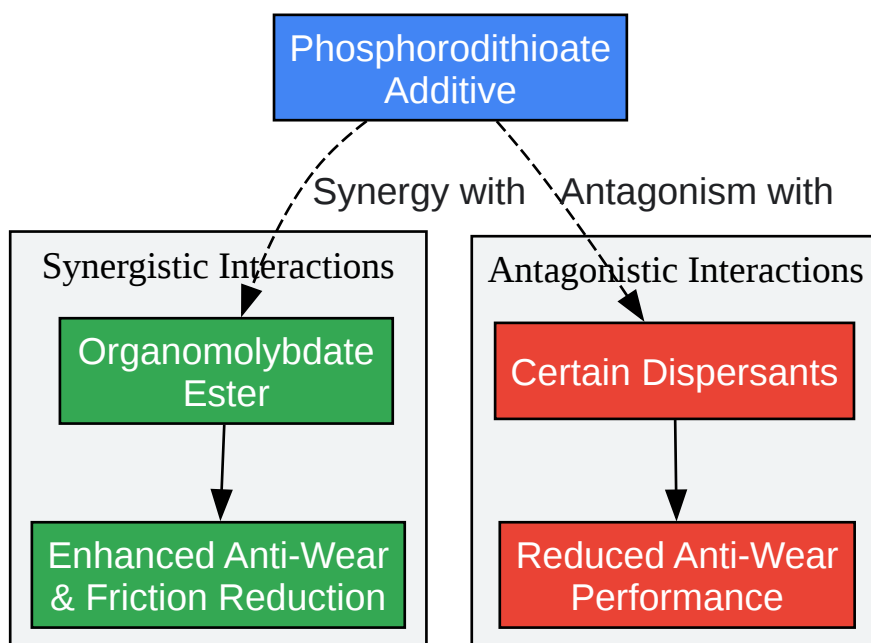 Phosphorodithioate
Additive
Synergy with
Antagonism with
Synergistic Interactions
Organomolybdate
Ester
Enhanced Anti-Wear
& Friction Reduction
Antagonistic Interactions
Certain Dispersants
Reduced Anti-Wear
Performance